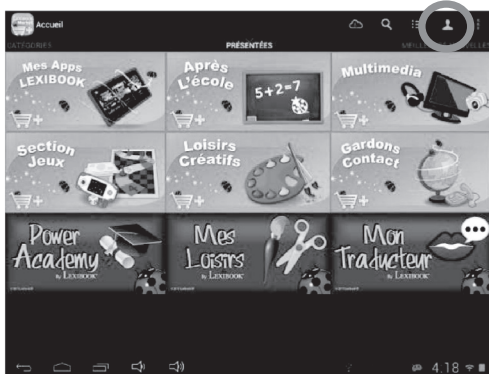 Accueil
CATÉGORIES
PRÉSENTÉES
Mes Apps
LEXIBOOK
Après
L'école
5+2=7
Multimedia
Section
Jeux
Loisirs
Créatifs
Gardons
Contact
Power
Academy
By LEXIBOOK
Mes
Loisirs
By LEXIBOOK
Mon
Traducteur
By LEXIBOOK
4:18